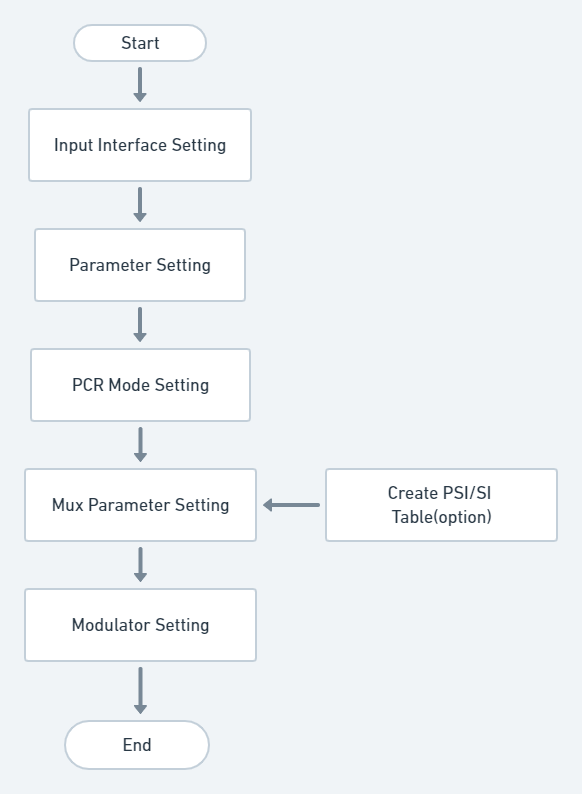 Start
Input Interface Setting
Parameter Setting
PCR Mode Setting
Mux Parameter Setting
Create PSI/SI
Table(option)
Modulator Setting
End